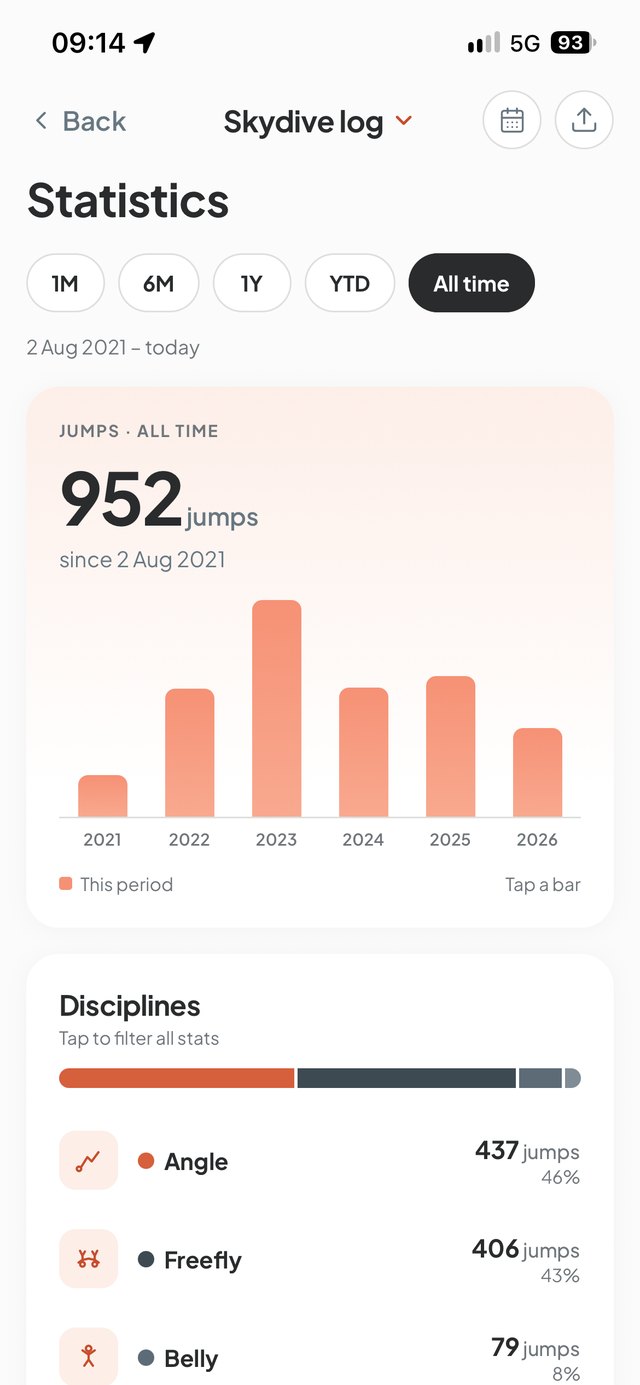 09:14
5G 93
Back
Skydive log
Statistics
1M 6M 1Y YTD All time
2 Aug 2021 – today
JUMPS · ALL TIME
952 jumps
since 2 Aug 2021
2021 2022 2023 2024 2025 2026
This period
Tap a bar
Disciplines
Tap to filter all stats
Angle
437 jumps
46%
Freefly
406 jumps
43%
Belly
79 jumps
8%